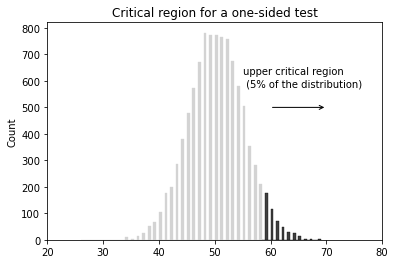 Critical region for a one-sided test
800
700
600
500
400
300
200
100
0
Count
upper critical region
(5% of the distribution)
20 30 40 50 60 70 80